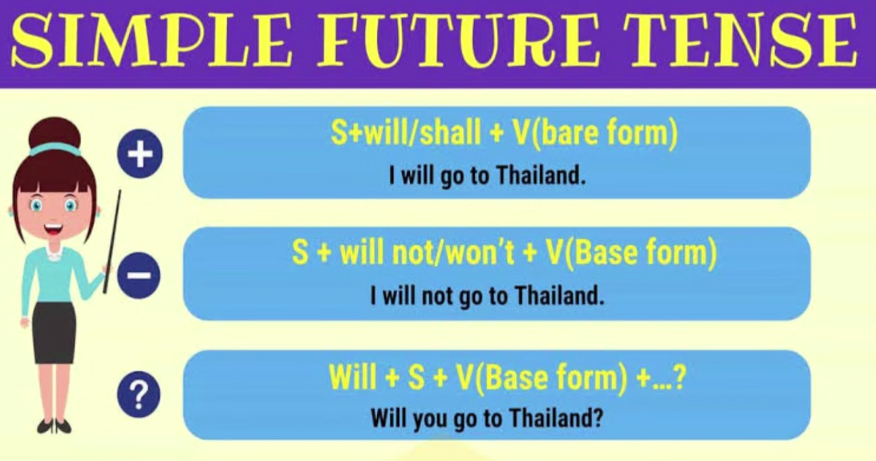 SIMPLE FUTURE TENSE
+
S+will/shall + V(bare form)
I will go to Thailand.
–
S + will not/won't + V(Base form)
I will not go to Thailand.
?
Will + S + V(Base form) +...?
Will you go to Thailand?